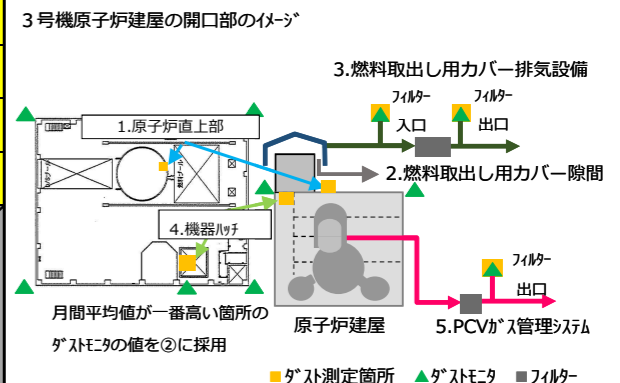 ３号機原子炉建屋の開口部のｲﾒｰｼﾞ
3.燃料取出し用カバー排気設備
ﾌｨﾙﾀｰ
ﾌｨﾙﾀｰ
入口
出口
1.原子炉直上部
2.燃料取出し用カバー隙間
燃料プール
4.機器ﾊｯﾁ
ﾌｨﾙﾀｰ
出口
月間平均値が一番高い箇所の
ﾀﾞｽﾄﾓﾆﾀの値を②に採用
原子炉建屋
5.PCVｶﾞｽ管理ｼｽﾃﾑ
■ﾀﾞｽﾄ測定箇所 ▲ﾀﾞｽﾄﾓﾆﾀ ■ﾌｨﾙﾀｰ